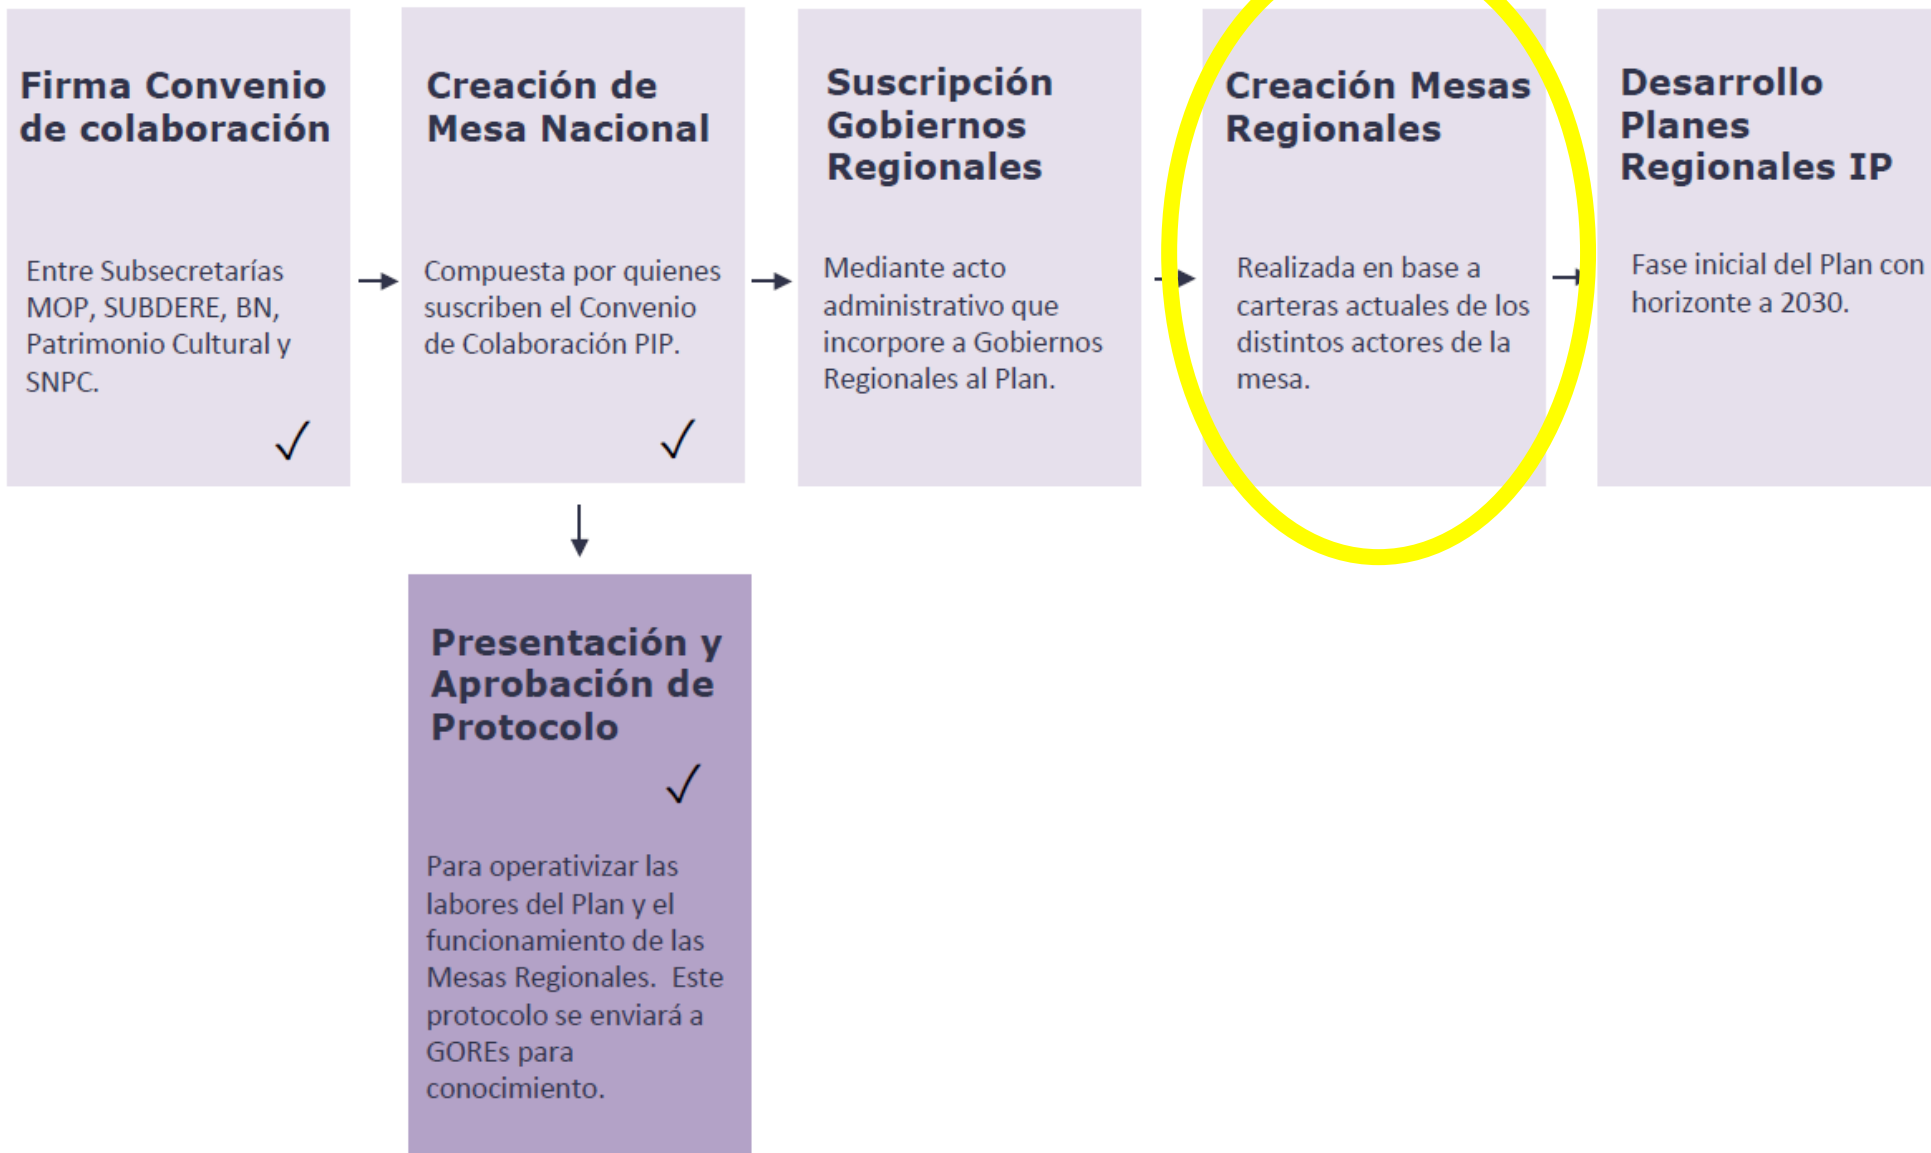 Firma Convenio
de colaboración
Entre Subsecretarías
MOP, SUBDERE, BN,
Patrimonio Cultural y
SNPC.
✓
Creación de
Mesa Nacional
Compuesta por quienes
suscriben el Convenio
de Colaboración PIP.
✓
Suscripción
Gobiernos
Regionales
Mediante acto
administrativo que
incorpore a Gobiernos
Regionales al Plan.
Creación Mesas
Regionales
Realizada en base a
carteras actuales de los
distintos actores de la
mesa.
Desarrollo
Planes
Regionales IP
Fase inicial del Plan con
horizonte a 2030.
Presentación y
Aprobación de
Protocolo
✓
Para operativizar las
labores del Plan y el
funcionamiento de las
Mesas Regionales.  Este
protocolo se enviará a
GOREs para
conocimiento.